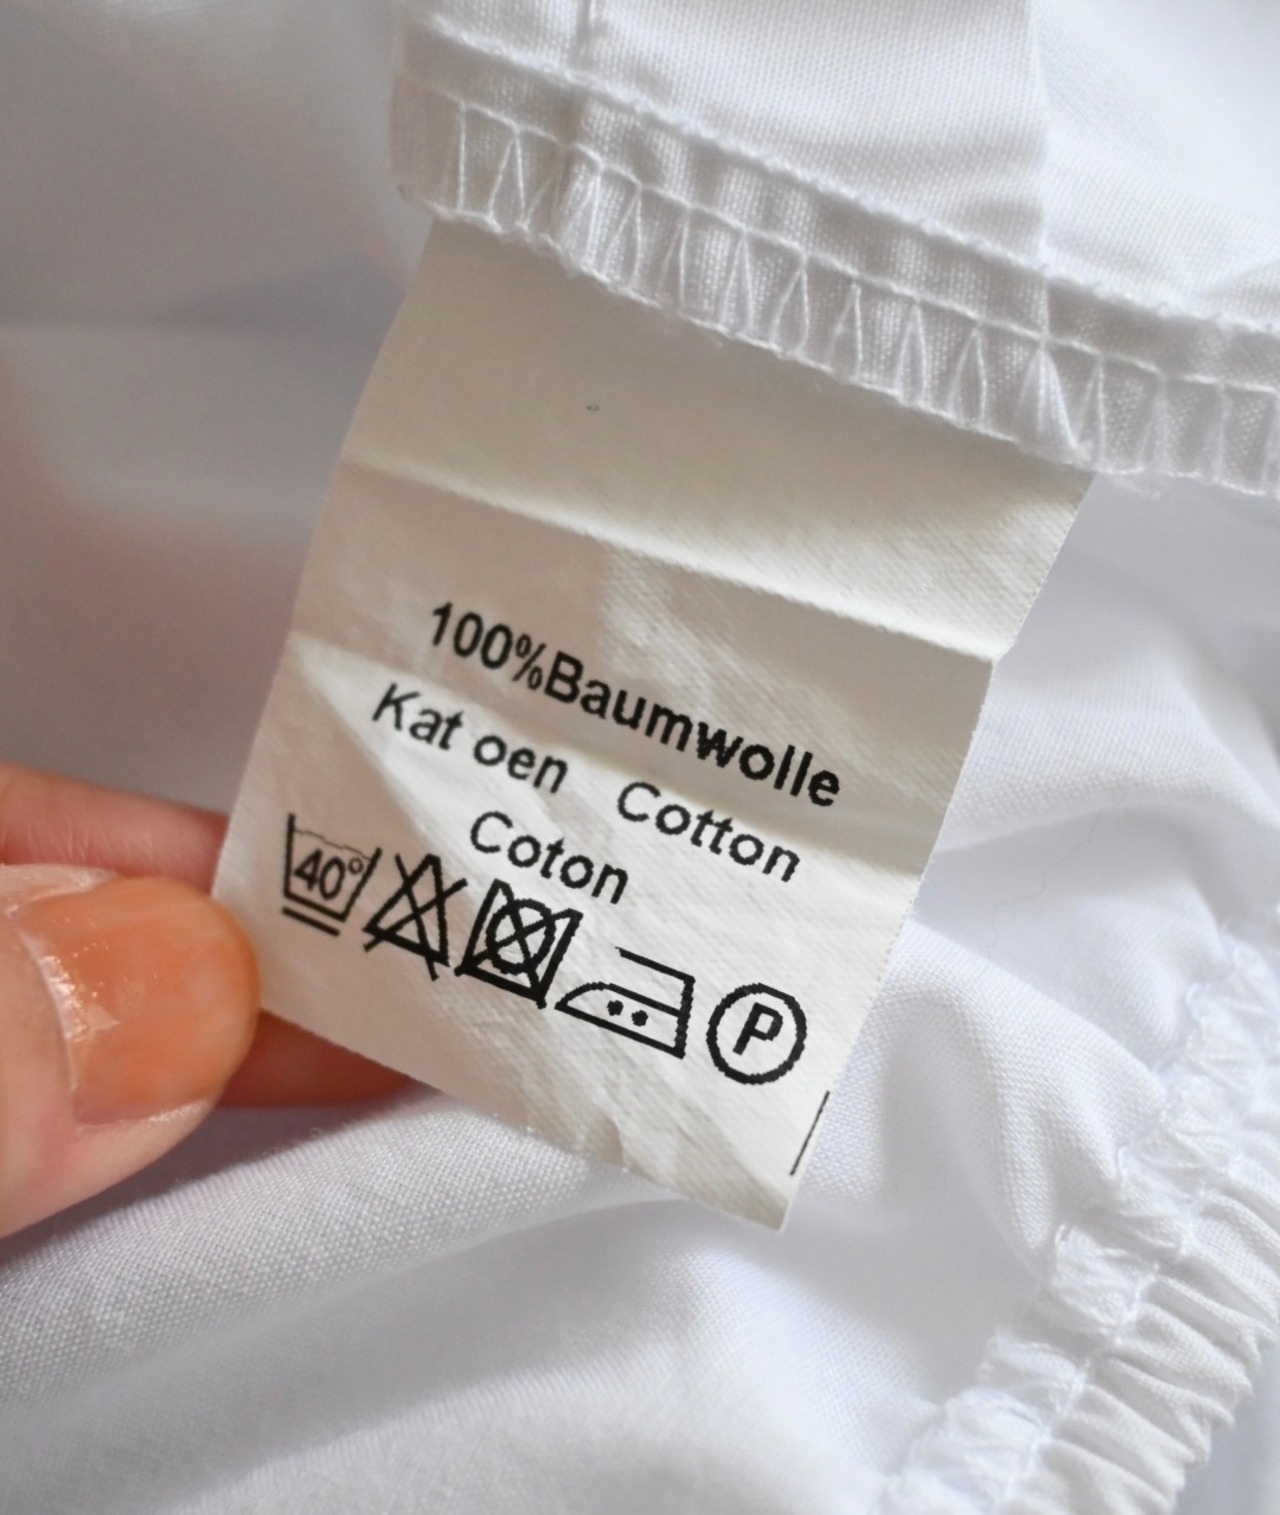 100%Baumwolle
Kat oen Cotton
Coton
40°
P